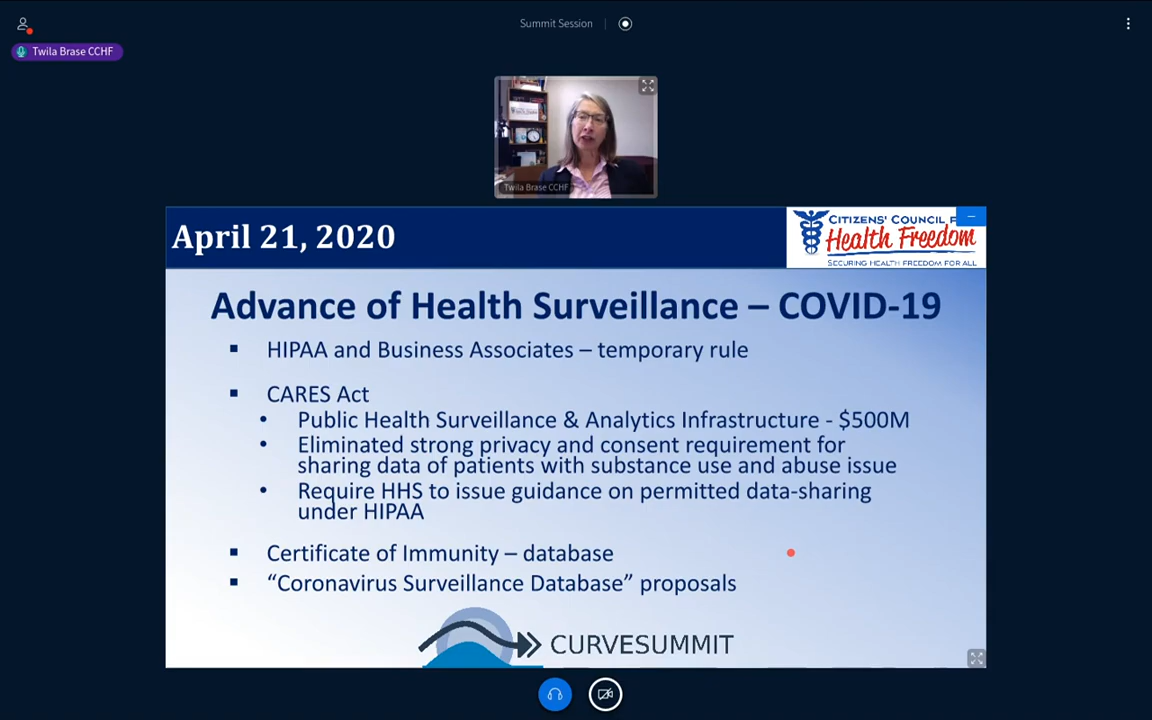 Summit Session
Twila Brase CCHF
Twila Brase CCHF
April 21, 2020
CITIZENS' COUNCIL F
Health Freedom
SECURING HEALTH FREEDOM FOR ALL
Advance of Health Surveillance – COVID-19
HIPAA and Business Associates – temporary rule
CARES Act
Public Health Surveillance & Analytics Infrastructure - $500M
Eliminated strong privacy and consent requirement for
sharing data of patients with substance use and abuse issue
Require HHS to issue guidance on permitted data-sharing
under HIPAA
Certificate of Immunity – database
“Coronavirus Surveillance Database” proposals
CURVESUMMIT